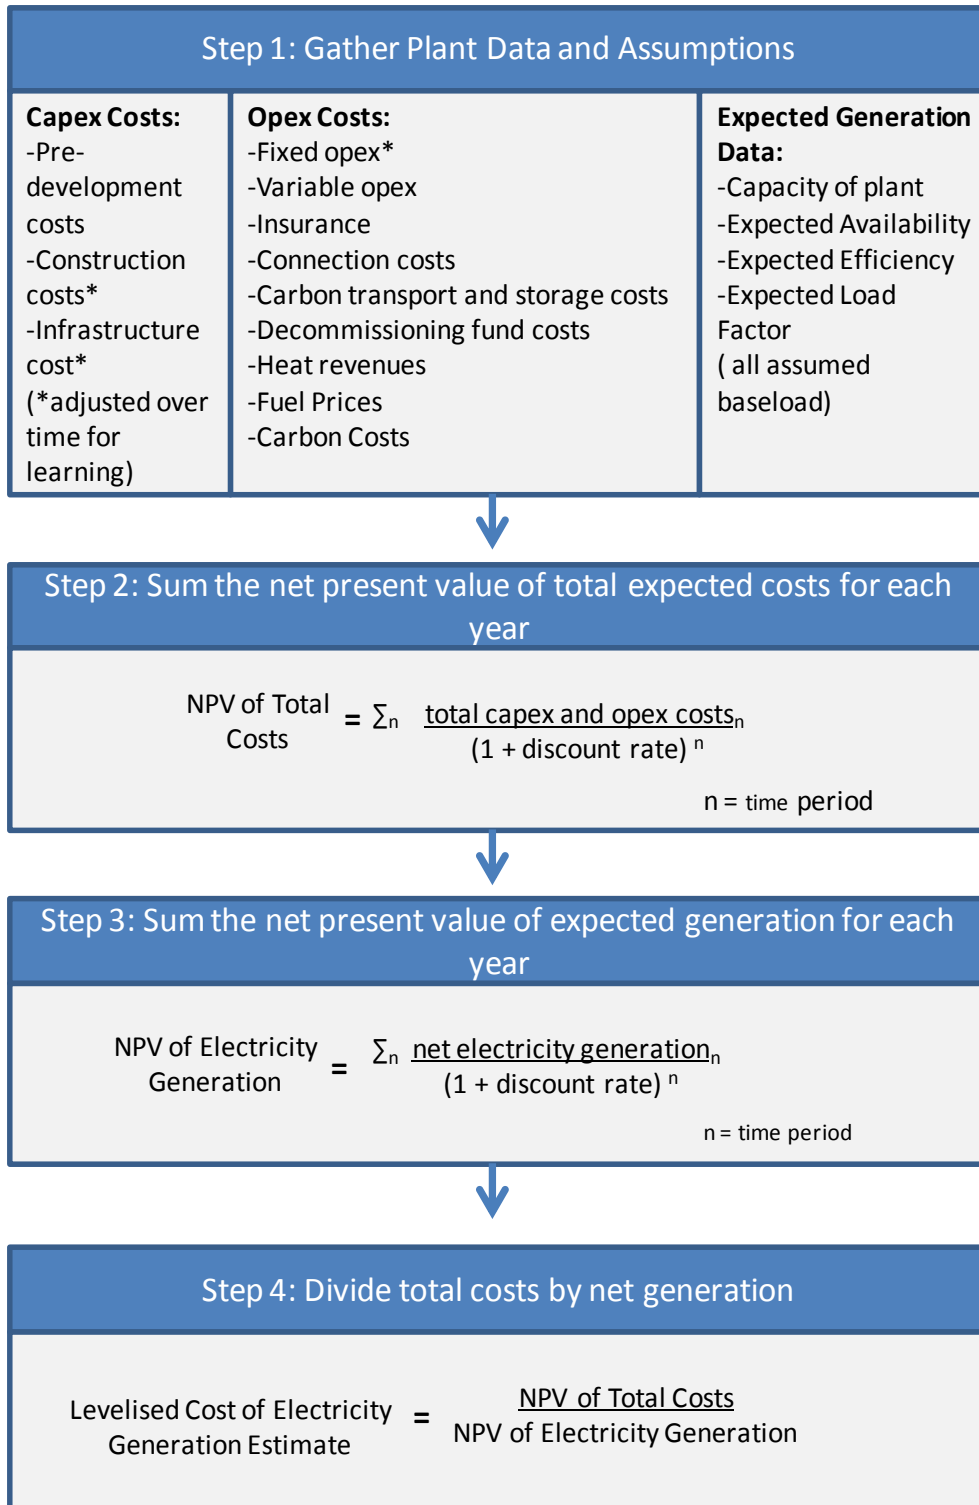 Step 1: Gather Plant Data and Assumptions
Capex Costs:
-Pre-
development
costs
-Construction
costs*
-Infrastructure
cost*
(*adjusted over
time for
learning)
Opex Costs:
-Fixed opex*
-Variable opex
-Insurance
-Connection costs
-Carbon transport and storage costs
-Decommissioning fund costs
-Heat revenues
-Fuel Prices
-Carbon Costs
Expected Generation
Data:
-Capacity of plant
-Expected Availability
-Expected Efficiency
-Expected Load
Factor
( all assumed
baseload)
Step 2: Sum the net present value of total expected costs for each
year
NPV of Total
Costs
= ∑n total capex and opex costsn
(1 + discount rate) n
n = time period
Step 3: Sum the net present value of expected generation for each
year
NPV of Electricity
Generation
= ∑n net electricity generationn
(1 + discount rate) n
n = time period
Step 4: Divide total costs by net generation
Levelised Cost of Electricity
Generation Estimate
= NPV of Total Costs
NPV of Electricity Generation